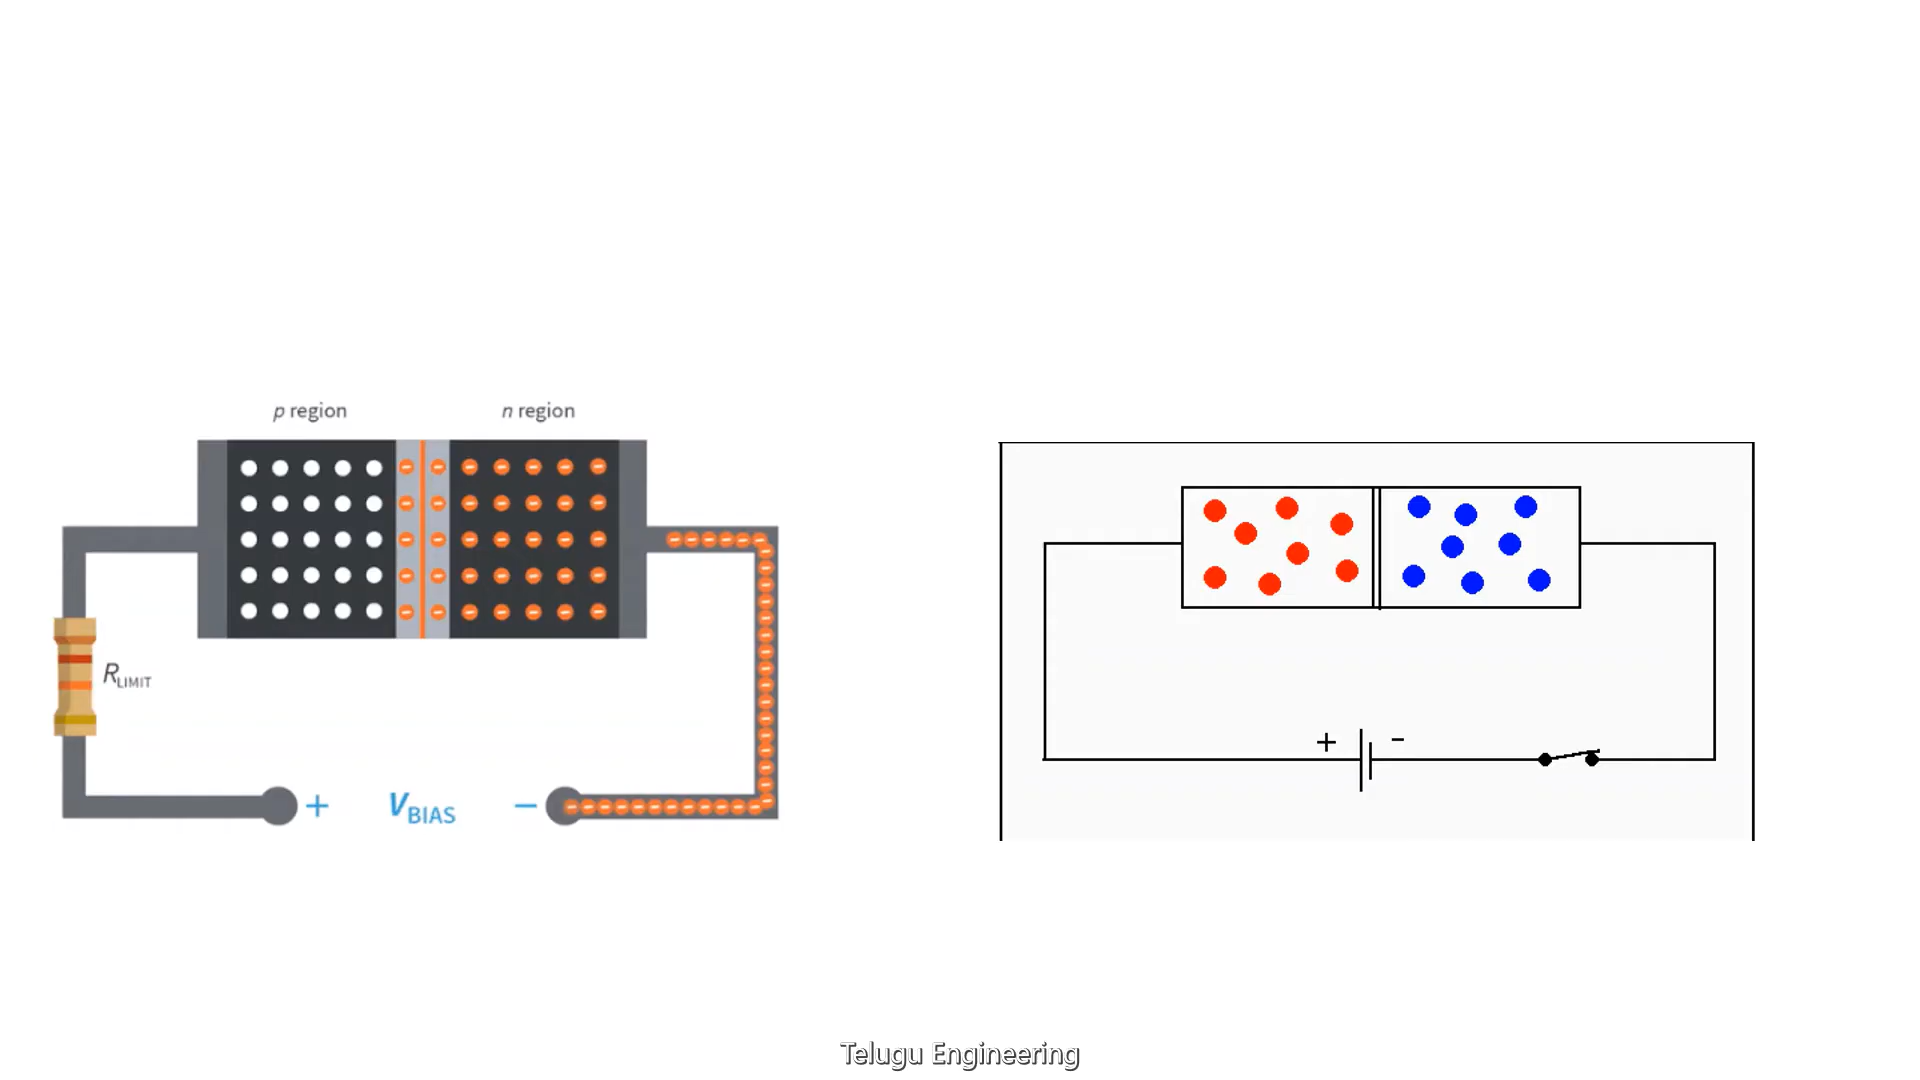 p region
n region
RLIMIT
+
VBIAS
−
+
−
Telugu Engineering